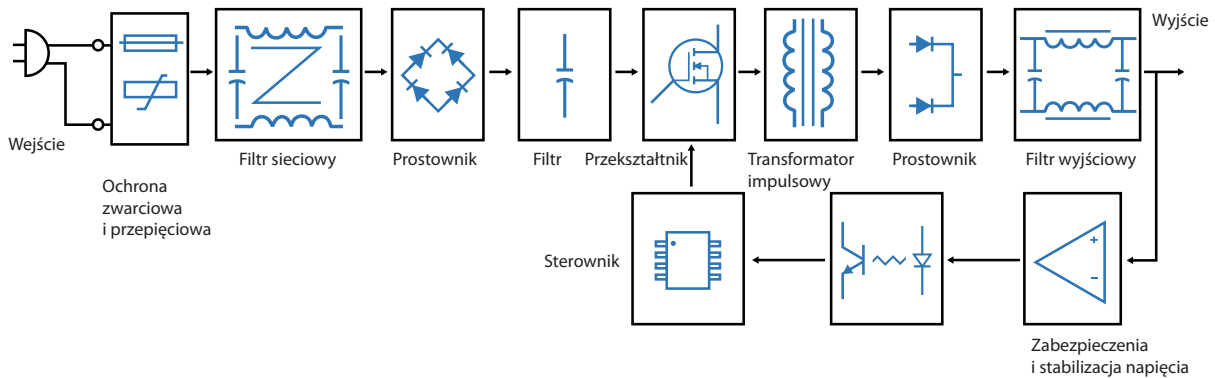 Wejście
Ochrona
zwarciowa
i przepięciowa
Filtr sieciowy
Prostownik
Filtr
Przekształtnik
Transformator
impulsowy
Prostownik
Filtr wyjściowy
Wyjście
Sterownik
Zabezpieczenia
i stabilizacja napięcia